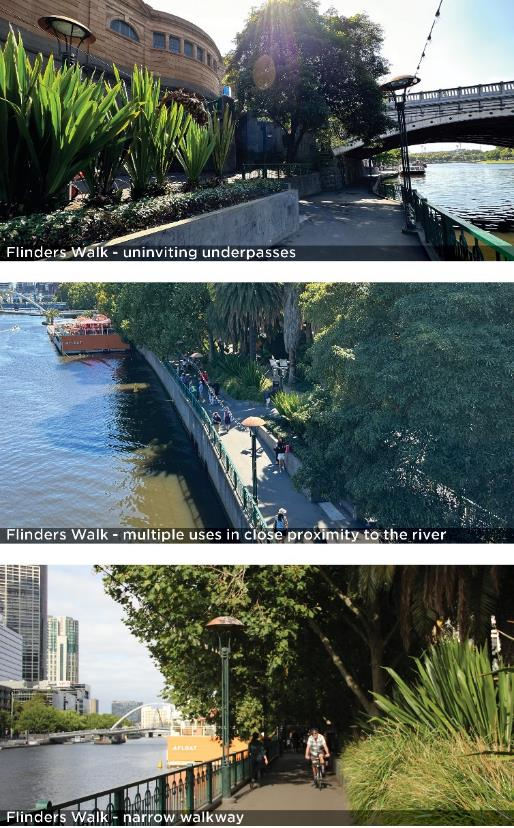 Flinders Walk - uninviting underpasses
AFLOAT
Flinders Walk - multiple uses in close proximity to the river
AFLOAT
Flinders Walk - narrow walkway